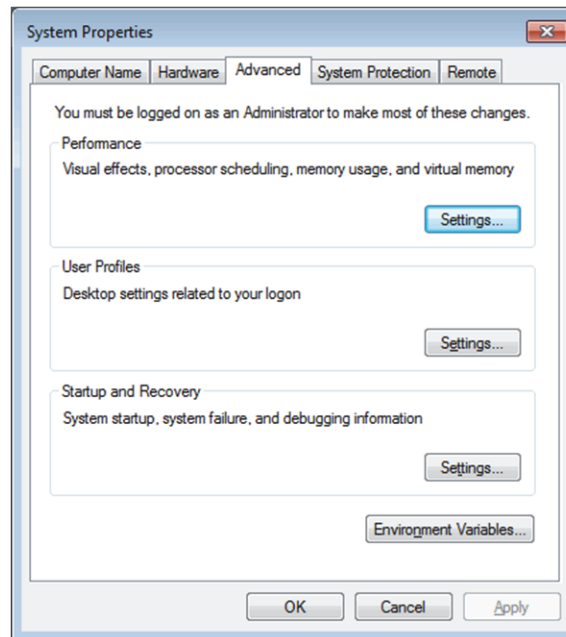 System Properties
Computer Name Hardware Advanced System Protection Remote
You must be logged on as an Administrator to make most of these changes.
Performance
Visual effects, processor scheduling, memory usage, and virtual memory
Settings...
User Profiles
Desktop settings related to your logon
Settings...
Startup and Recovery
System startup, system failure, and debugging information
Settings...
Environment Variables...
OK Cancel Apply